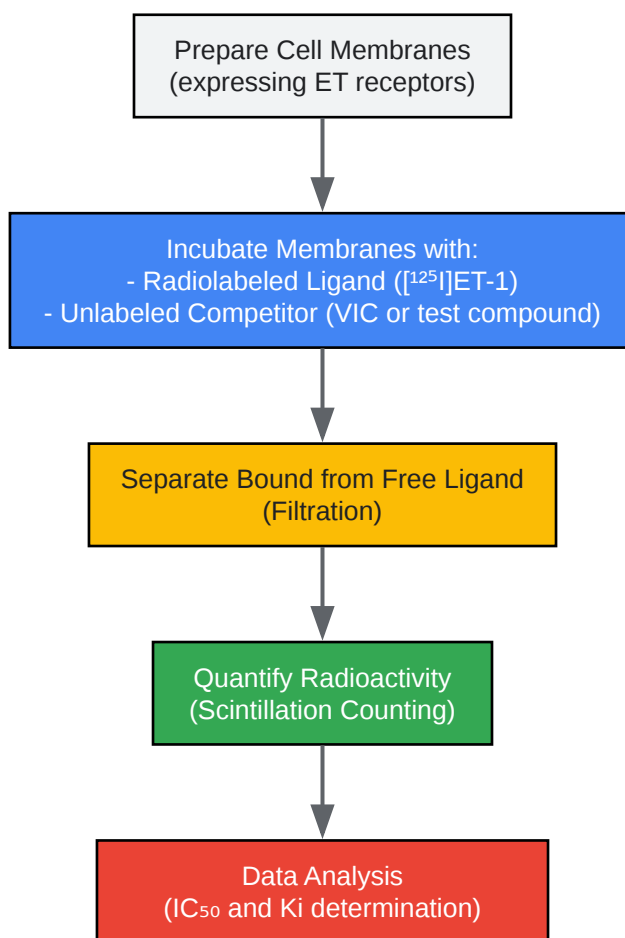 Prepare Cell Membranes
(expressing ET receptors)
Incubate Membranes with:
- Radiolabeled Ligand ([¹²⁵I]ET-1)
- Unlabeled Competitor (VIC or test compound)
Separate Bound from Free Ligand
(Filtration)
Quantify Radioactivity
(Scintillation Counting)
Data Analysis
(IC₅₀ and Ki determination)